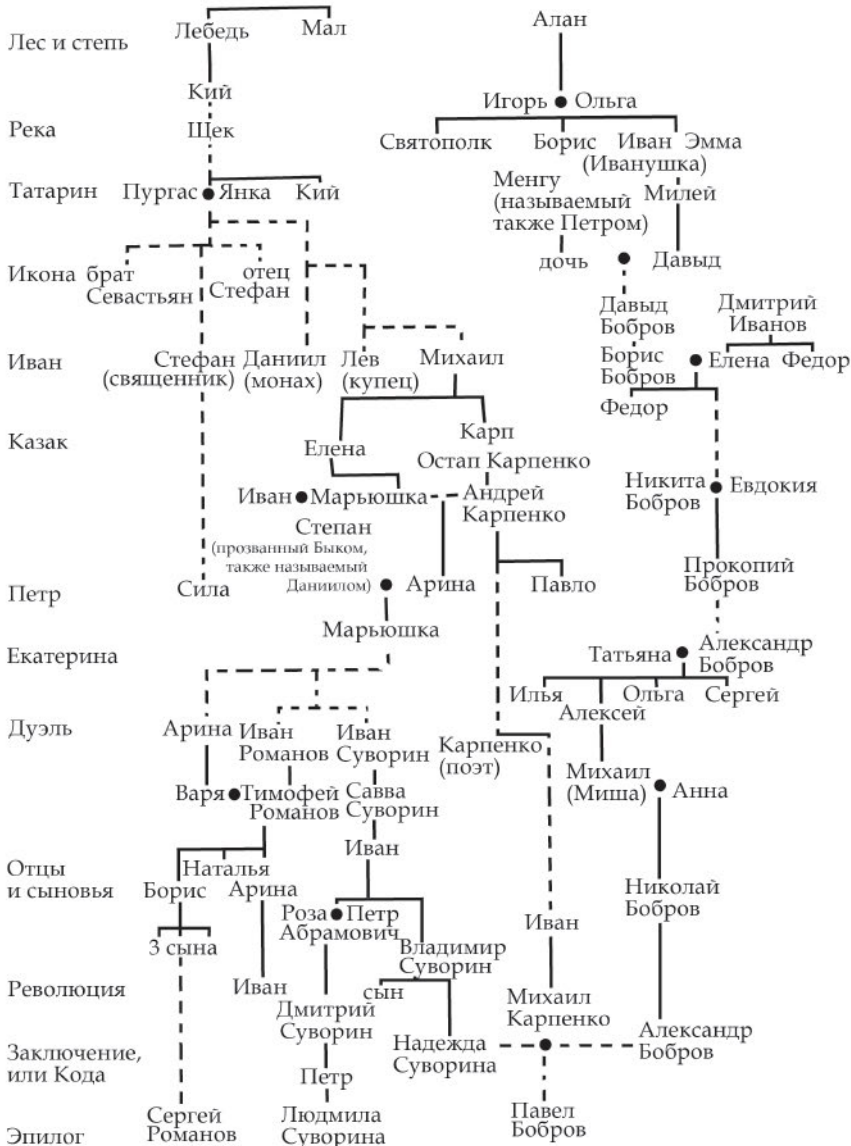 Лебедь Мал Алан
Лес и степь
Кий
Игорь ● Ольга
Река Щек
Святополк Борис Иван Эмма
(Иванушка)
Татарин Пургас ● Янка Кий
Менгу
(называемый
также Петром)
Милей
дочь ● Давыд
Икона брат
Севастьян
отец
Стефан
Давыд
Бобров
Дмитрий
Иванов
Иван
Стефан
(священник)
Даниил
(монах)
Лев
(купец)
Михаил
Борис
Бобров
● Елена Федор
Федор
Казак
Елена
Карп
Остап Карпенко
Иван ● Марьюшка
Андрей
Карпенко
Никита
Бобров
● Евдокия
Степан
(прозванный Быком,
также называемый
Даниилом)
● Арина
Павло
Прокопий
Бобров
Петр
Сила
Марьюшка
Екатерина
Татьяна ● Александр
Бобров
Илья Ольга Сергей
Алексей
Дуэль
Арина
Иван
Романов
Иван
Суворин
Карпенко
(поэт)
Михаил
(Миша)
● Анна
Варя ● Тимофей
Романов
Савва
Суворин
Иван
Отцы
и сыновья
Наталья
Борис Арина
Николай
Бобров
Роза ● Петр
Абрамович
Иван
3 сына
Владимир
Суворин
Революция
Иван
сын
Дмитрий
Суворин
Михаил
Карпенко
Надежда
Суворина
●
Александр
Бобров
Заключение,
или Кода
Петр
Эпилог
Сергей
Романов
Людмила
Суворина
Павел
Бобров